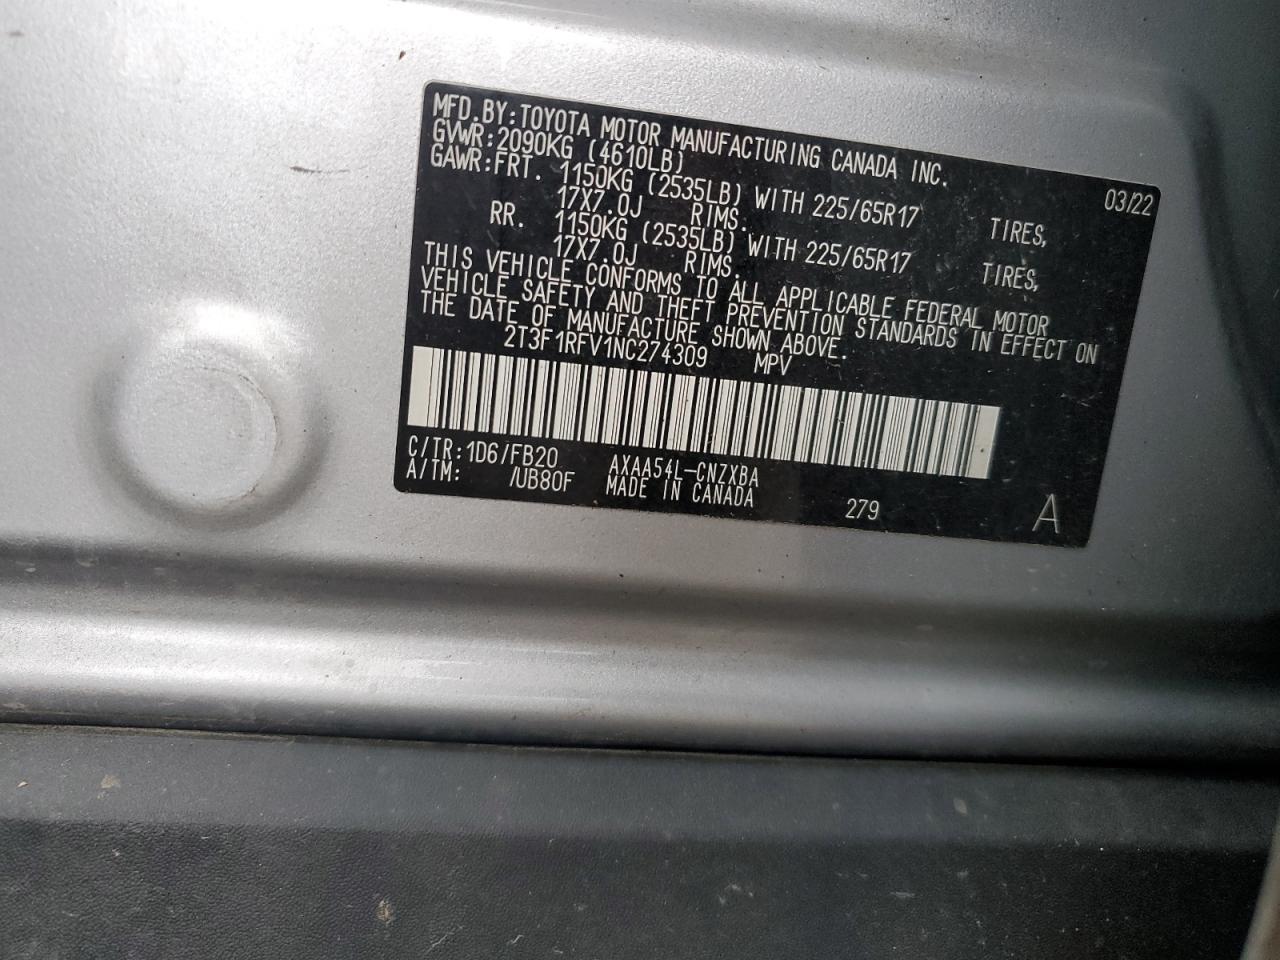 MFD.BY:TOYOTA MOTOR MANUFACTURING CANADA INC. 03/22
GVWR:2090KG (4610LB)
GAWR:FRT. 1150KG (2535LB) WITH 225/65R17 TIRES,
17X7.0J RIMS.
RR. 1150KG (2535LB) WITH 225/65R17 TIRES,
17X7.0J RIMS.
THIS VEHICLE CONFORMS TO ALL APPLICABLE FEDERAL MOTOR
VEHICLE SAFETY AND THEFT PREVENTION STANDARDS IN EFFECT ON
THE DATE OF MANUFACTURE SHOWN ABOVE.
2T3F1RFV1NC274309 MPV
C/TR:1D6/FB20 AXAA54L-CNZXBA
A/TM: /UB80F MADE IN CANADA 279 A